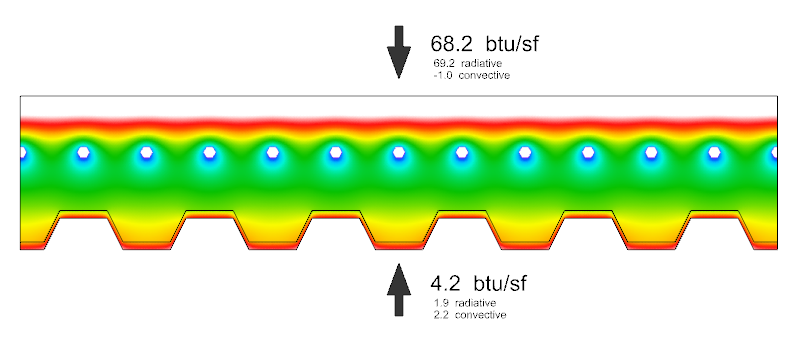 68.2 btu/sf
69.2 radiative
-1.0 convective
4.2 btu/sf
1.9 radiative
2.2 convective